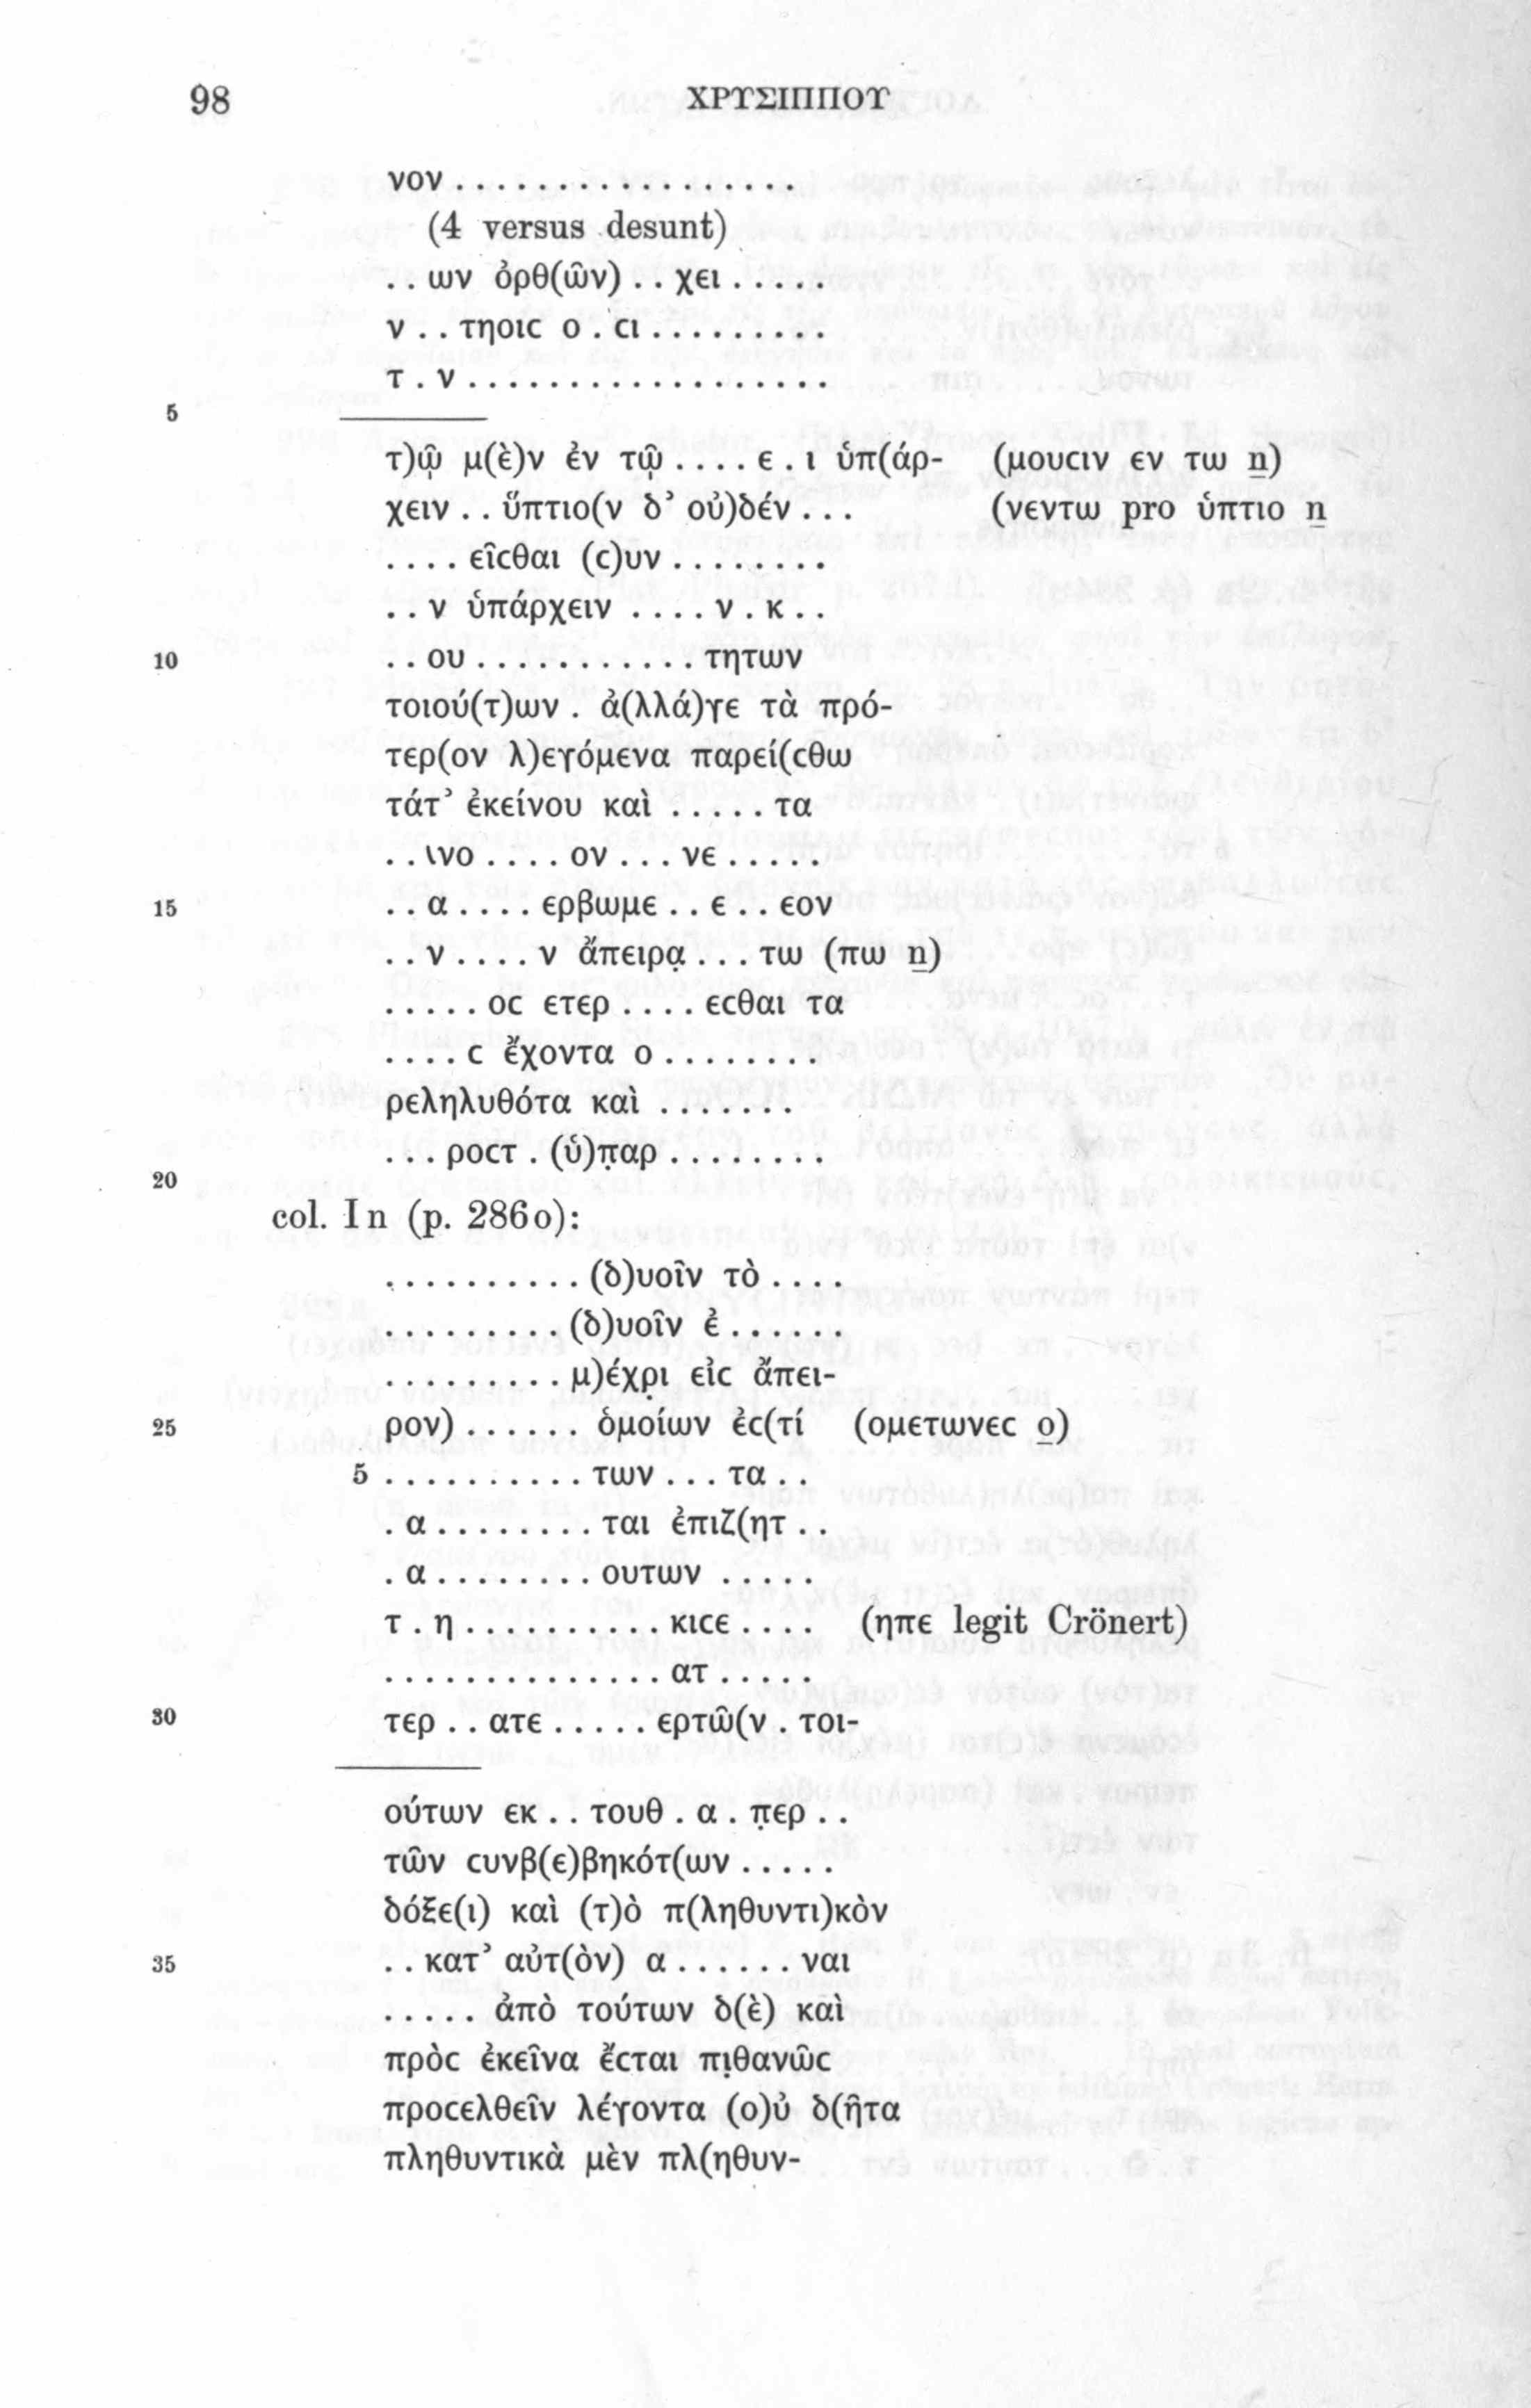 98 ΧΡΥΣΙΠΠΟΥ
νον . . . . . . . . . . . . . . . . .
(4 versus desunt)
. . ων ὀρθ(ῶν) . . χει . . . . .
ν . . τηοιϲ ο . ϲι . . . . . . . . .
τ . ν . . . . . . . . . . . . . . . . . .
5
τ)ῷ μ(ὲ)ν ἐν τῷ . . . . ε . ι ὑπ(άρ- (μουϲιν εν τω n)
χειν . . ὕπτιο(ν δ’ οὐ)δέν . . . (νεντω pro ὑπτιο n
. . . . εῖϲθαι (ϲ)υν . . . . . . . .
. . ν ὑπάρχειν . . . . ν . κ . .
10 . . ου . . . . . . . . . . . τητων
τοιού(τ)ων . ἀ(λλά)γε τὰ πρό-
τερ(ον λ)εγόμενα παρεί(ϲθω
τάτ’ ἐκείνου καὶ . . . . . τα
. . ινο . . . . ον . . . νε . . . . .
15 . . α . . . . ερβωμε . . ε . . εον
. . ν . . . . ν ἄπειρα̣ . . . τω (πω n)
. . . . . οϲ ετερ . . . . εϲθαι τα
. . . . ϲ ἔχοντα ο . . . . . . . .
ρεληλυθότα καὶ . . . . . . .
. . . ροϲτ . (ὑ)π̣αρ . . . . . . . .
20
col. In (p. 286o):
. . . . . . . . . . (δ)υοῖν τὸ . . . .
. . . . . . . . . (δ)υοῖν ἐ . . . . . .
. . . . . . . . . μ)έχρ̣ι εἰϲ ἄπει-
25 ρον) . . . . . . ὁμοίων ἐϲ(τί (ομετωνεϲ o)
5 . . . . . . . . . . των . . . τα . .
. α . . . . . . . . ται ἐπιζ(ητ . .
. α . . . . . . . . ουτων . . . . .
τ . η . . . . . . . . . . κιϲε . . . . (ηπε legit Crönert)
. . . . . . . . . . . . . . ατ . . . . .
30 τερ . . ατε . . . . . ερτῶ(ν . τοι-
ούτων εκ . . τουθ . α . π̣ερ . .
τῶν ϲυνβ(ε)βηκότ(ων . . . . .
δόξε(ι) καὶ (τ)ὸ π(ληθυντι)κὸν
35 . . κατ’ αὐτ(ὸν) α . . . . . . . ναι
. . . . . ἀπὸ τούτων δ(ὲ) καὶ
πρὸϲ ἐκεῖνα ἔϲται π̣ιθανῶϲ
προϲελθεῖν λέγοντα (ο)ὐ δ(ῆτα
πληθυντικὰ μὲν πλ(ηθυν-